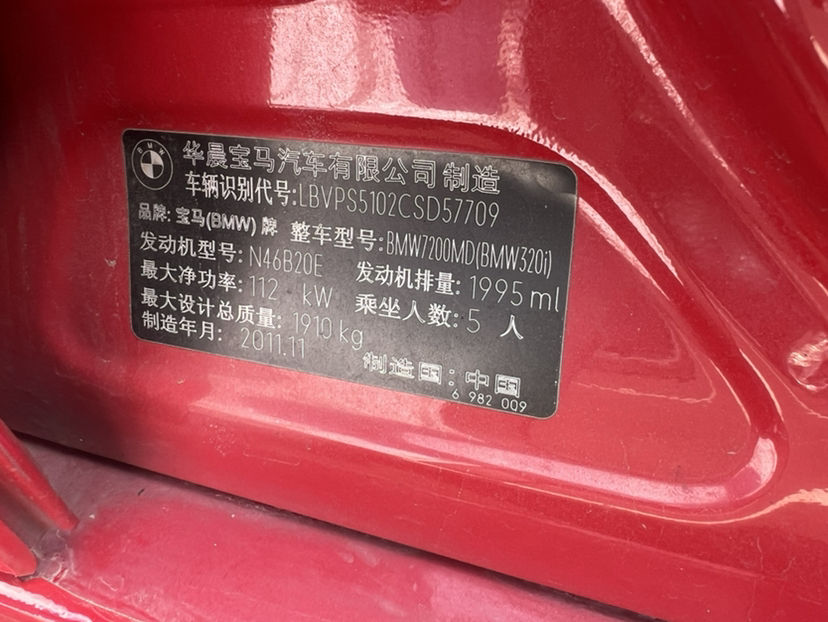 BMW
华晨宝马汽车有限公司 制造
车辆识别代号:LBVPS5102CSD57709
品牌: 宝马(BMW) 牌 整车型号:BMW7200MD(BMW320i)
发动机型号: N46B20E 发动机排量: 1995 ml
最大净功率: 112 kW 乘坐人数: 5 人
最大设计总质量: 1910 kg
制造年月: 2011.11 制造国: 中国
6 982 009